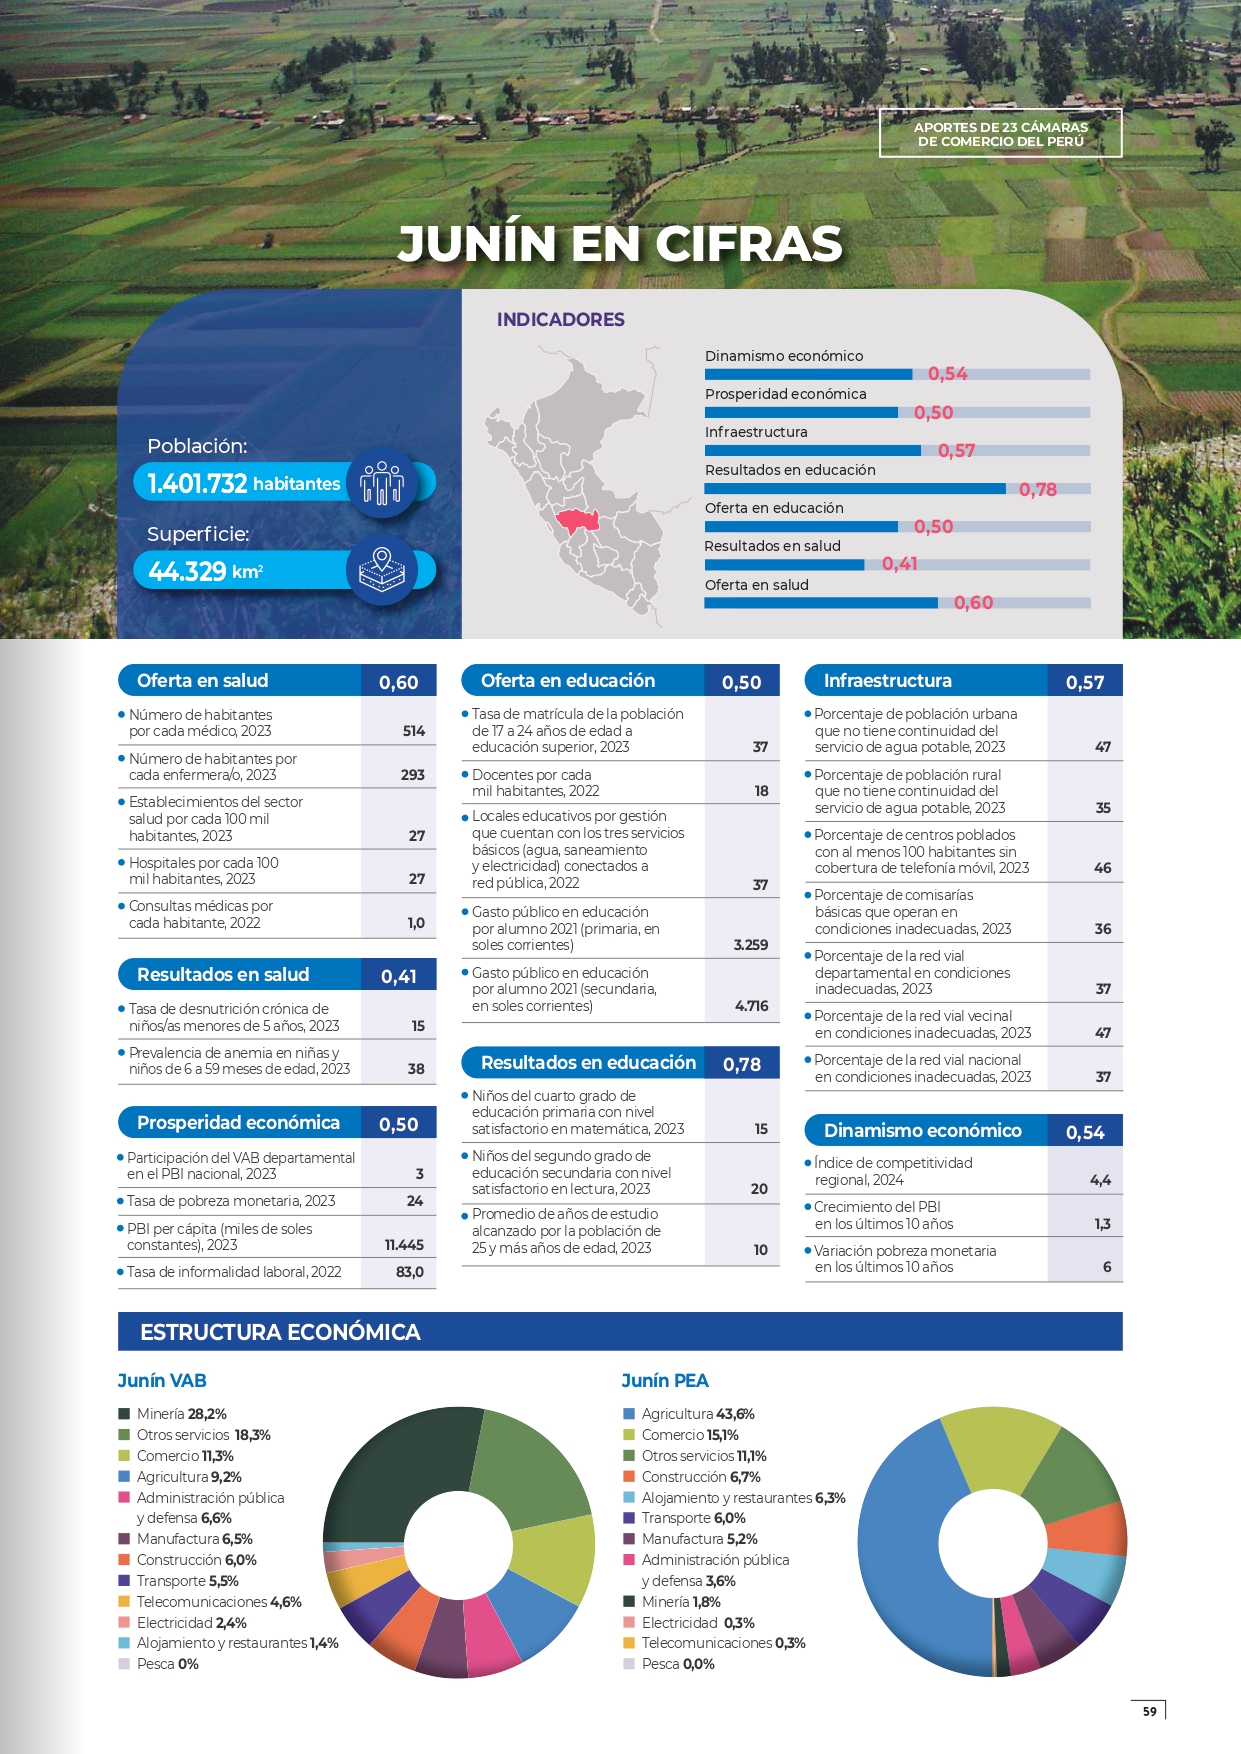 APORTES DE 23 CÁMARAS
DE COMERCIO DEL PERÚ
JUNÍN EN CIFRAS
Población:
1.401.732 habitantes
Superficie:
44.329 km²
INDICADORES
Dinamismo económico
0,54
Prosperidad económica
0,50
Infraestructura
0,57
Resultados en educación
0,78
Oferta en educación
0,50
Resultados en salud
0,41
Oferta en salud
0,60
Oferta en salud 0,60
Número de habitantes
por cada médico, 2023 514
Número de habitantes por
cada enfermera/o, 2023 293
Establecimientos del sector
salud por cada 100 mil
habitantes, 2023 27
Hospitales por cada 100
mil habitantes, 2023 27
Consultas médicas por
cada habitante, 2022 1,0
Resultados en salud 0,41
Tasa de desnutrición crónica de
niños/as menores de 5 años, 2023 15
Prevalencia de anemia en niñas y
niños de 6 a 59 meses de edad, 2023 38
Prosperidad económica 0,50
Participación del VAB departamental
en el PBI nacional, 2023 3
Tasa de pobreza monetaria, 2023 24
PBI per cápita (miles de soles
constantes), 2023 11.445
Tasa de informalidad laboral, 2022 83,0
Oferta en educación 0,50
Tasa de matrícula de la población
de 17 a 24 años de edad a
educación superior, 2023 37
Docentes por cada
mil habitantes, 2022 18
Locales educativos por gestión
que cuentan con los tres servicios
básicos (agua, saneamiento
y electricidad) conectados a
red pública, 2022 37
Gasto público en educación
por alumno 2021 (primaria, en
soles corrientes) 3.259
Gasto público en educación
por alumno 2021 (secundaria,
en soles corrientes) 4.716
Resultados en educación 0,78
Niños del cuarto grado de
educación primaria con nivel
satisfactorio en matemática, 2023 15
Niños del segundo grado de
educación secundaria con nivel
satisfactorio en lectura, 2023 20
Promedio de años de estudio
alcanzado por la población de
25 y más años de edad, 2023 10
Infraestructura 0,57
Porcentaje de población urbana
que no tiene continuidad del
servicio de agua potable, 2023 47
Porcentaje de población rural
que no tiene continuidad del
servicio de agua potable, 2023 35
Porcentaje de centros poblados
con al menos 100 habitantes sin
cobertura de telefonía móvil, 2023 46
Porcentaje de comisarías
básicas que operan en
condiciones inadecuadas, 2023 36
Porcentaje de la red vial
departamental en condiciones
inadecuadas, 2023 37
Porcentaje de la red vial vecinal
en condiciones inadecuadas, 2023 47
Porcentaje de la red vial nacional
en condiciones inadecuadas, 2023 37
Dinamismo económico 0,54
Índice de competitividad
regional, 2024 4,4
Crecimiento del PBI
en los últimos 10 años 1,3
Variación pobreza monetaria
en los últimos 10 años 6
ESTRUCTURA ECONÓMICA
Junín VAB
Minería 28,2%
Otros servicios 18,3%
Comercio 11,3%
Agricultura 9,2%
Administración pública
y defensa 6,6%
Manufactura 6,5%
Construcción 6,0%
Transporte 5,5%
Telecomunicaciones 4,6%
Electricidad 2,4%
Alojamiento y restaurantes 1,4%
Pesca 0%
Junín PEA
Agricultura 43,6%
Comercio 15,1%
Otros servicios 11,1%
Construcción 6,7%
Alojamiento y restaurantes 6,3%
Transporte 6,0%
Manufactura 5,2%
Administración pública
y defensa 3,6%
Minería 1,8%
Electricidad 0,3%
Telecomunicaciones 0,3%
Pesca 0,0%
59